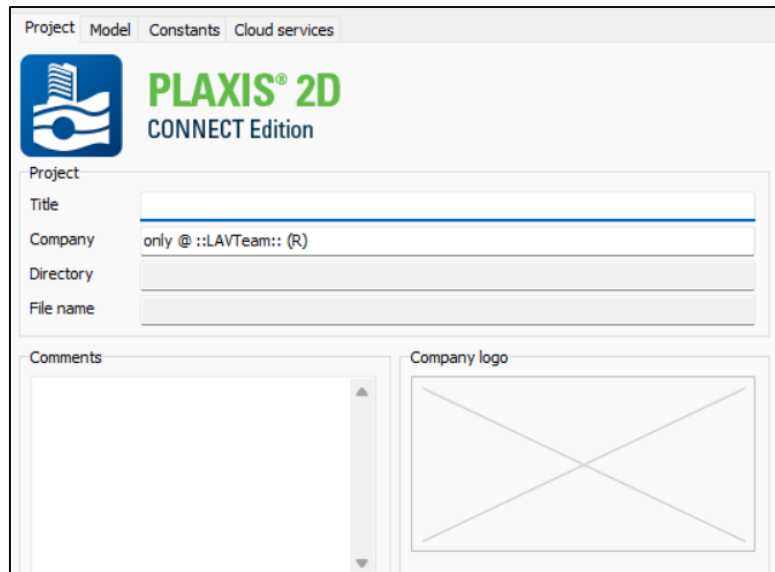 Project Model Constants Cloud services
PLAXIS® 2D
CONNECT Edition
Project
Title
Company only @ ::LAVTeam:: (R)
Directory
File name
Comments
Company logo